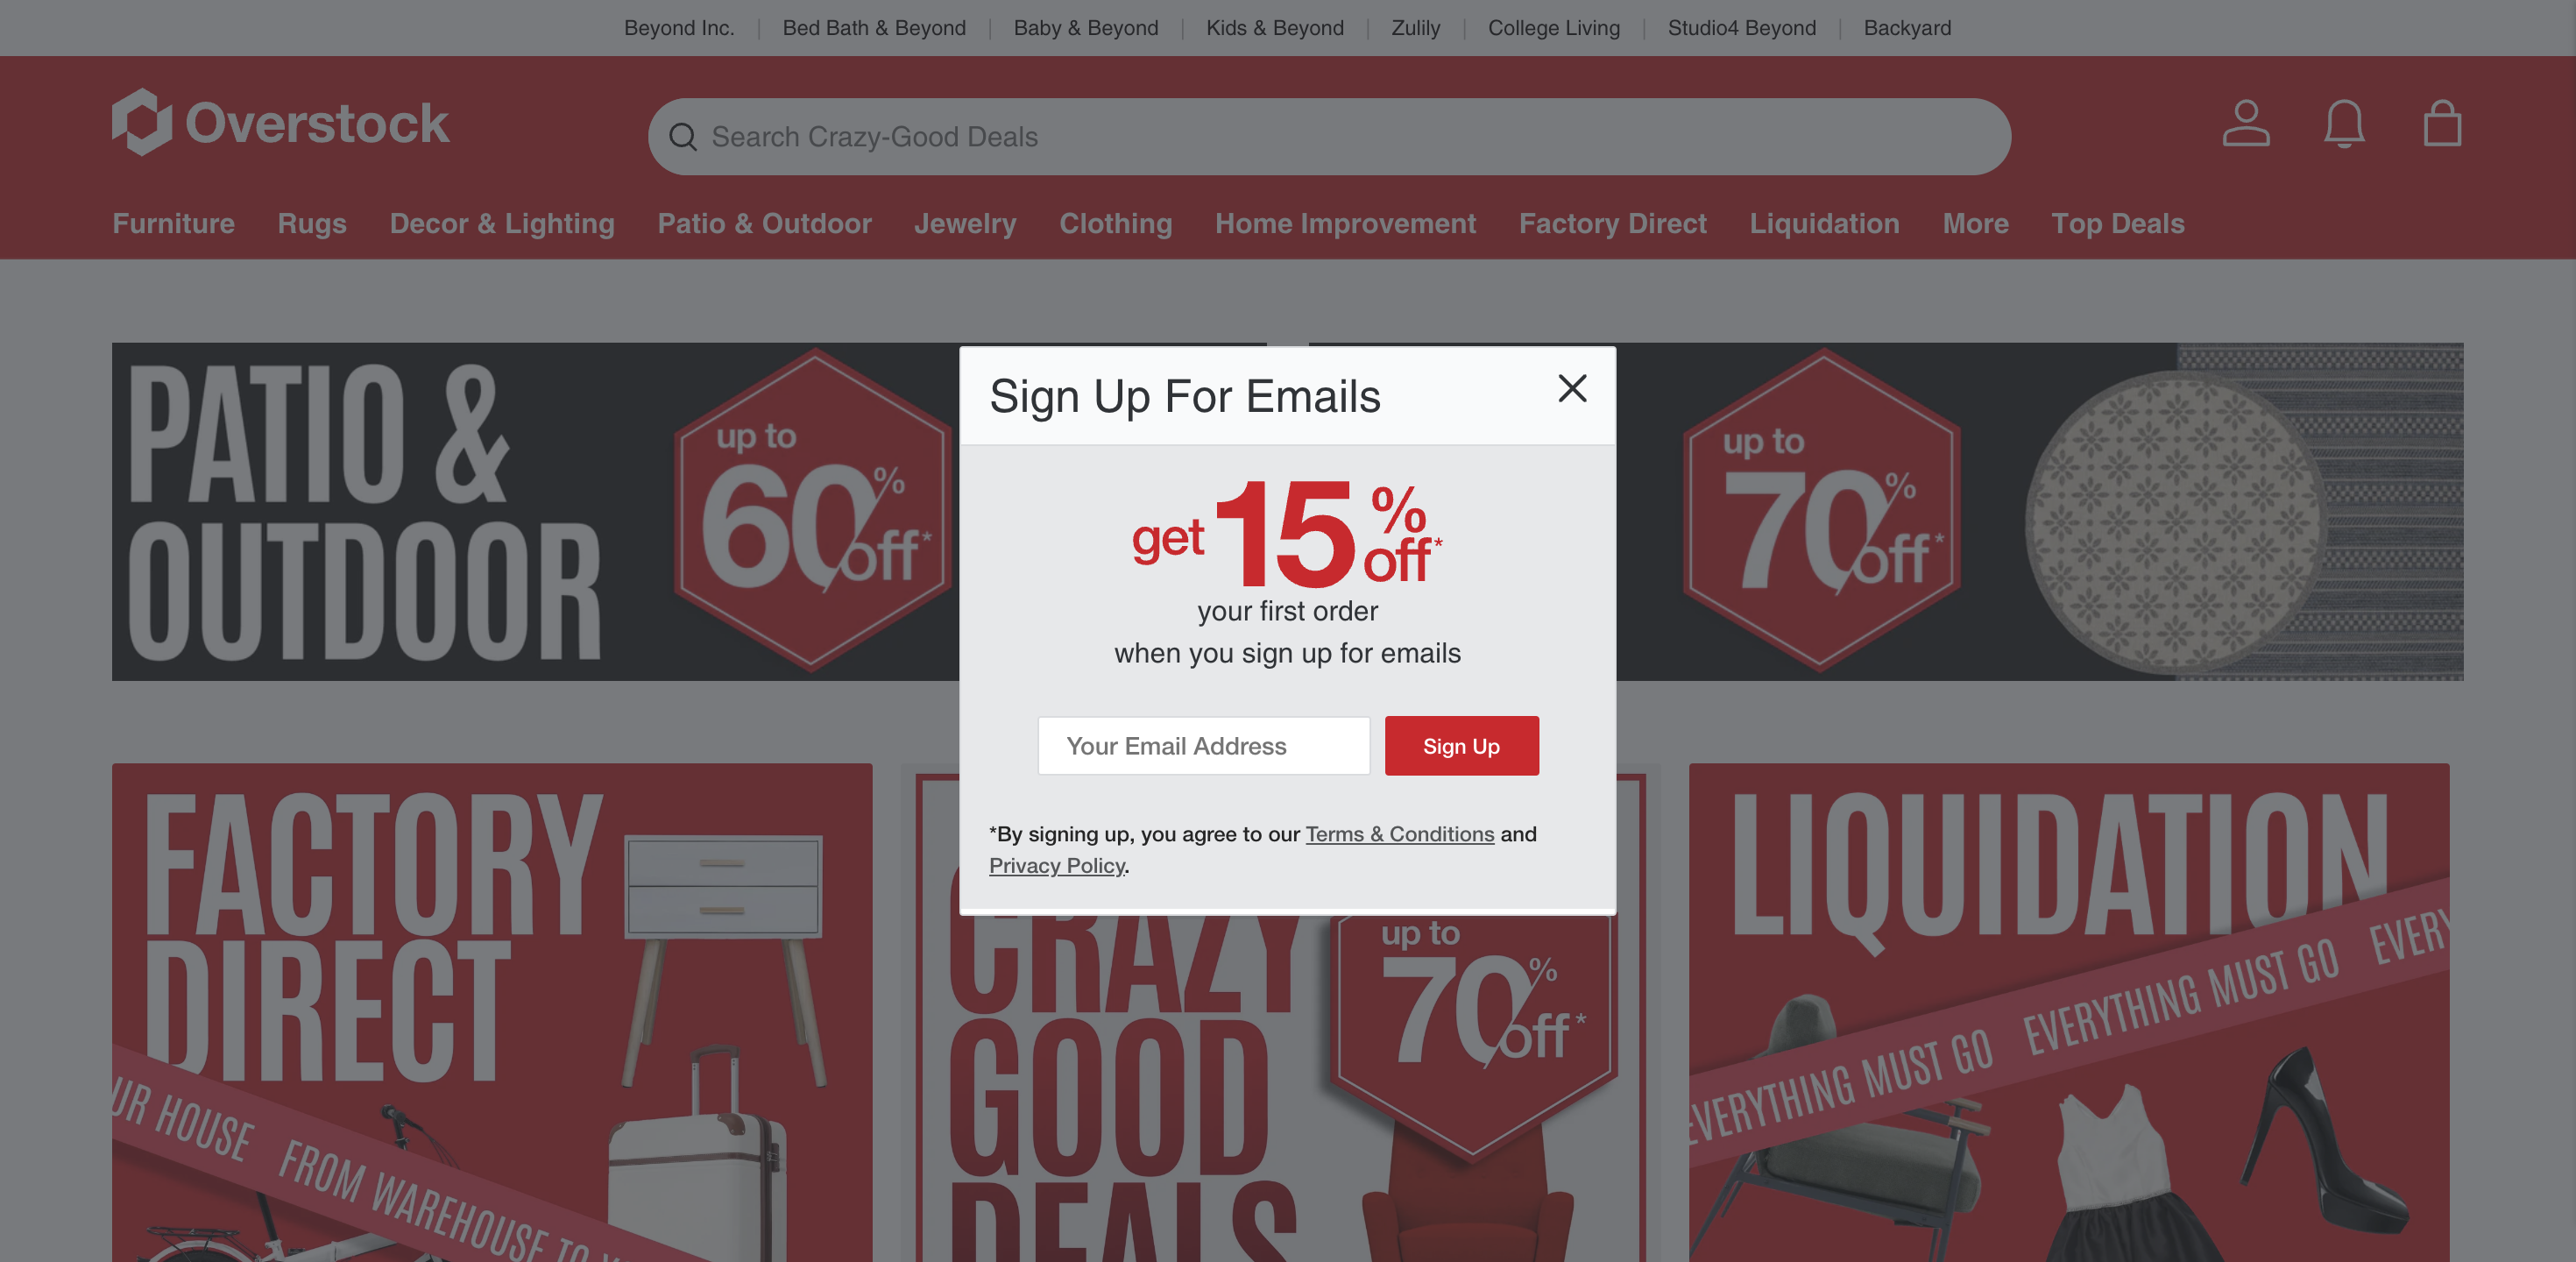 Beyond Inc. | Bed Bath & Beyond | Baby & Beyond | Kids & Beyond | Zulily | College Living | Studio4 Beyond | Backyard
Overstock
Search Crazy-Good Deals
Furniture Rugs Decor & Lighting Patio & Outdoor Jewelry Clothing Home Improvement Factory Direct Liquidation More Top Deals
PATIO &
OUTDOOR
up to
60% off*
Sign Up For Emails
get 15% off*
your first order
when you sign up for emails
Your Email Address
Sign Up
*By signing up, you agree to our Terms & Conditions and
Privacy Policy.
up to
70% off*
FACTORY
DIRECT
UR HOUSE FROM WAREHOUSE TO
CRAZY
GOOD
DEALS
up to
70% off*
LIQUIDATION
EVERYTHING MUST GO EVERYTHING MUST GO EVERY